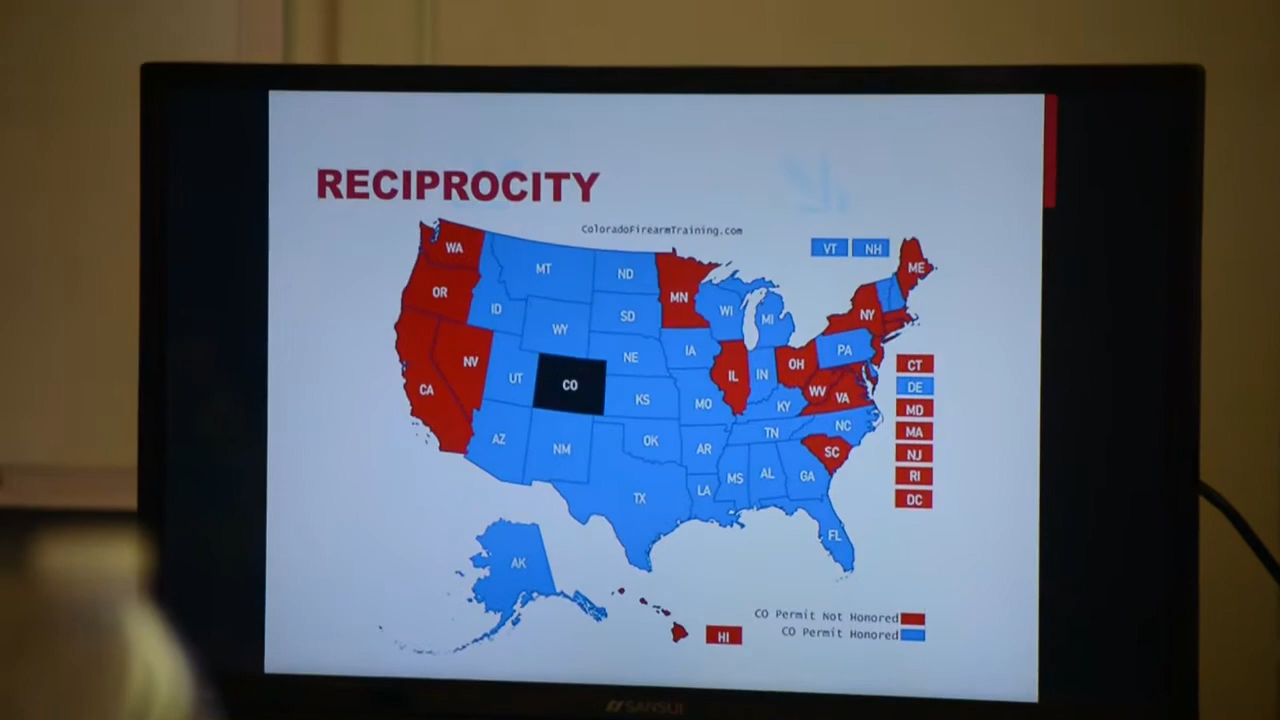 RECIPROCITY
ColoradoFirearmTraining.com
VT NH
WA MT ND MN ME
OR ID SD WI MI NY
WY
NV UT CO NE IA IL IN OH PA
CA KS MO KY WV VA
AZ NM OK AR TN NC
SC
TX LA MS AL GA
FL
CT
DE
MD
MA
NJ
RI
DC
AK
HI
CO Permit Not Honored
CO Permit Honored
SANSUI